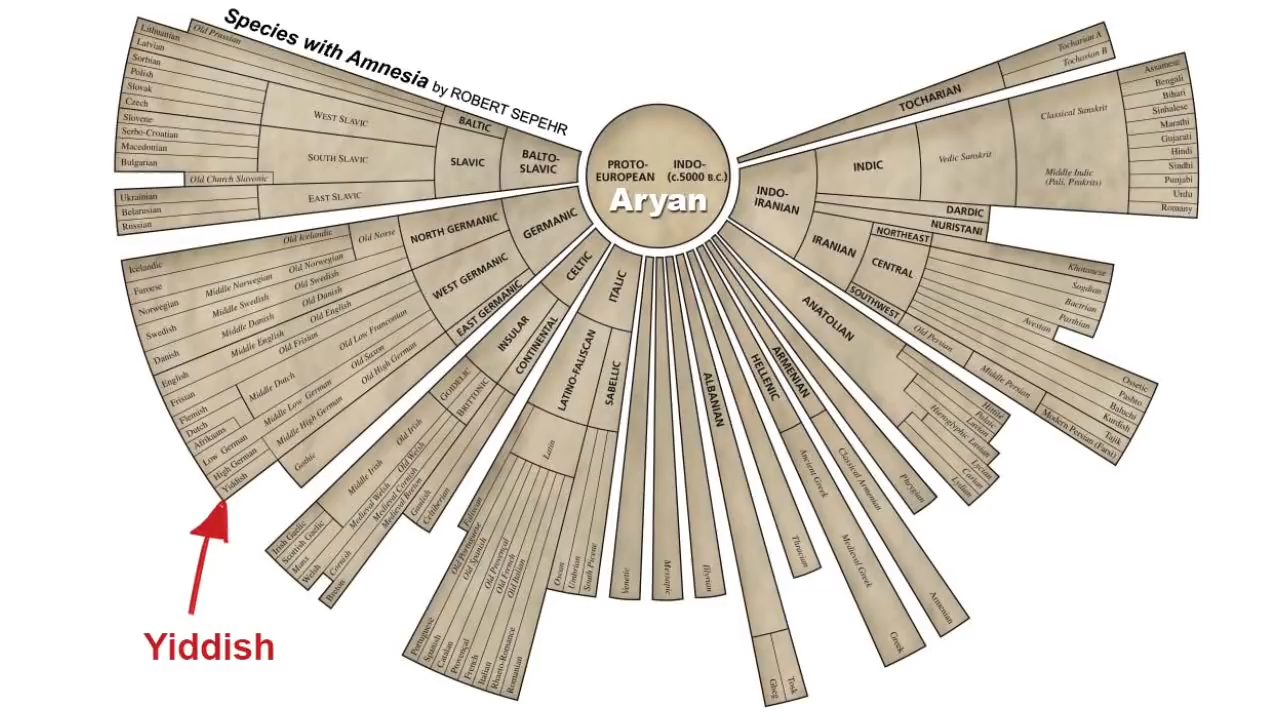 Species with Amnesia by ROBERT SEPEHR
PROTO- INDO-
EUROPEAN (c.5000 B.C.)
Aryan
BALTO-
SLAVIC
BALTIC
SLAVIC
Old Prussian
Lithuanian
Latvian
Sorbian
Polish
Slovak
Czech
Slovene
Serbo-Croatian
Macedonian
Bulgarian
Old Church Slavonic
Ukrainian
Belarusian
Russian
WEST SLAVIC
SOUTH SLAVIC
EAST SLAVIC
GERMANIC
NORTH GERMANIC
WEST GERMANIC
EAST GERMANIC
Old Norse
Old Icelandic
Icelandic
Faroese
Old Norwegian
Middle Norwegian
Norwegian
Old Swedish
Middle Swedish
Swedish
Old Danish
Middle Danish
Danish
Old English
Middle English
English
Old Frisian
Frisian
Old Low Franconian
Middle Dutch
Flemish
Dutch
Afrikaans
Old Saxon
Middle Low German
Low German
Old High German
Middle High German
High German
Yiddish
Gothic
CELTIC
INSULAR
CONTINENTAL
GOIDELIC
BRITTONIC
Old Irish
Middle Irish
Irish Gaelic
Scottish Gaelic
Manx
Old Welsh
Medieval Welsh
Welsh
Medieval Cornish
Cornish
Medieval Breton
Breton
Gaulish
Celtiberian
ITALIC
LATINO-FALISCAN
SABELLIC
Latin
Faliscan
Old Portuguese
Old Spanish
Old Provençal
Old French
Old Italian
Portuguese
Spanish
Catalan
Provençal
French
Italian
Rhaeto-Romance
Romanian
Oscan
Umbrian
South Picene
Venetic
Messapic
Illyrian
ALBANIAN
Gheg
Tosk
Thracian
HELLENIC
Ancient Greek
Medieval Greek
Greek
ARMENIAN
Classical Armenian
Armenian
Phrygian
ANATOLIAN
Hittite
Palaic
Luvian
Hieroglyphic Luvian
Lycian
Carian
Lydian
INDO-
IRANIAN
IRANIAN
NORTHEAST
CENTRAL
SOUTHWEST
Khotanese
Sogdian
Bactrian
Parthian
Avestan
Old Persian
Middle Persian
Modern Persian (Farsi)
Ossetic
Pashto
Baluchi
Kurdish
Tajik
NURISTANI
DARDIC
INDIC
Vedic Sanskrit
Classical Sanskrit
Middle Indic
(Pali, Prakrits)
Assamese
Bengali
Bihari
Sinhalese
Marathi
Gujarati
Hindi
Sindhi
Punjabi
Urdu
Romany
TOCHARIAN
Tocharian A
Tocharian B
Yiddish